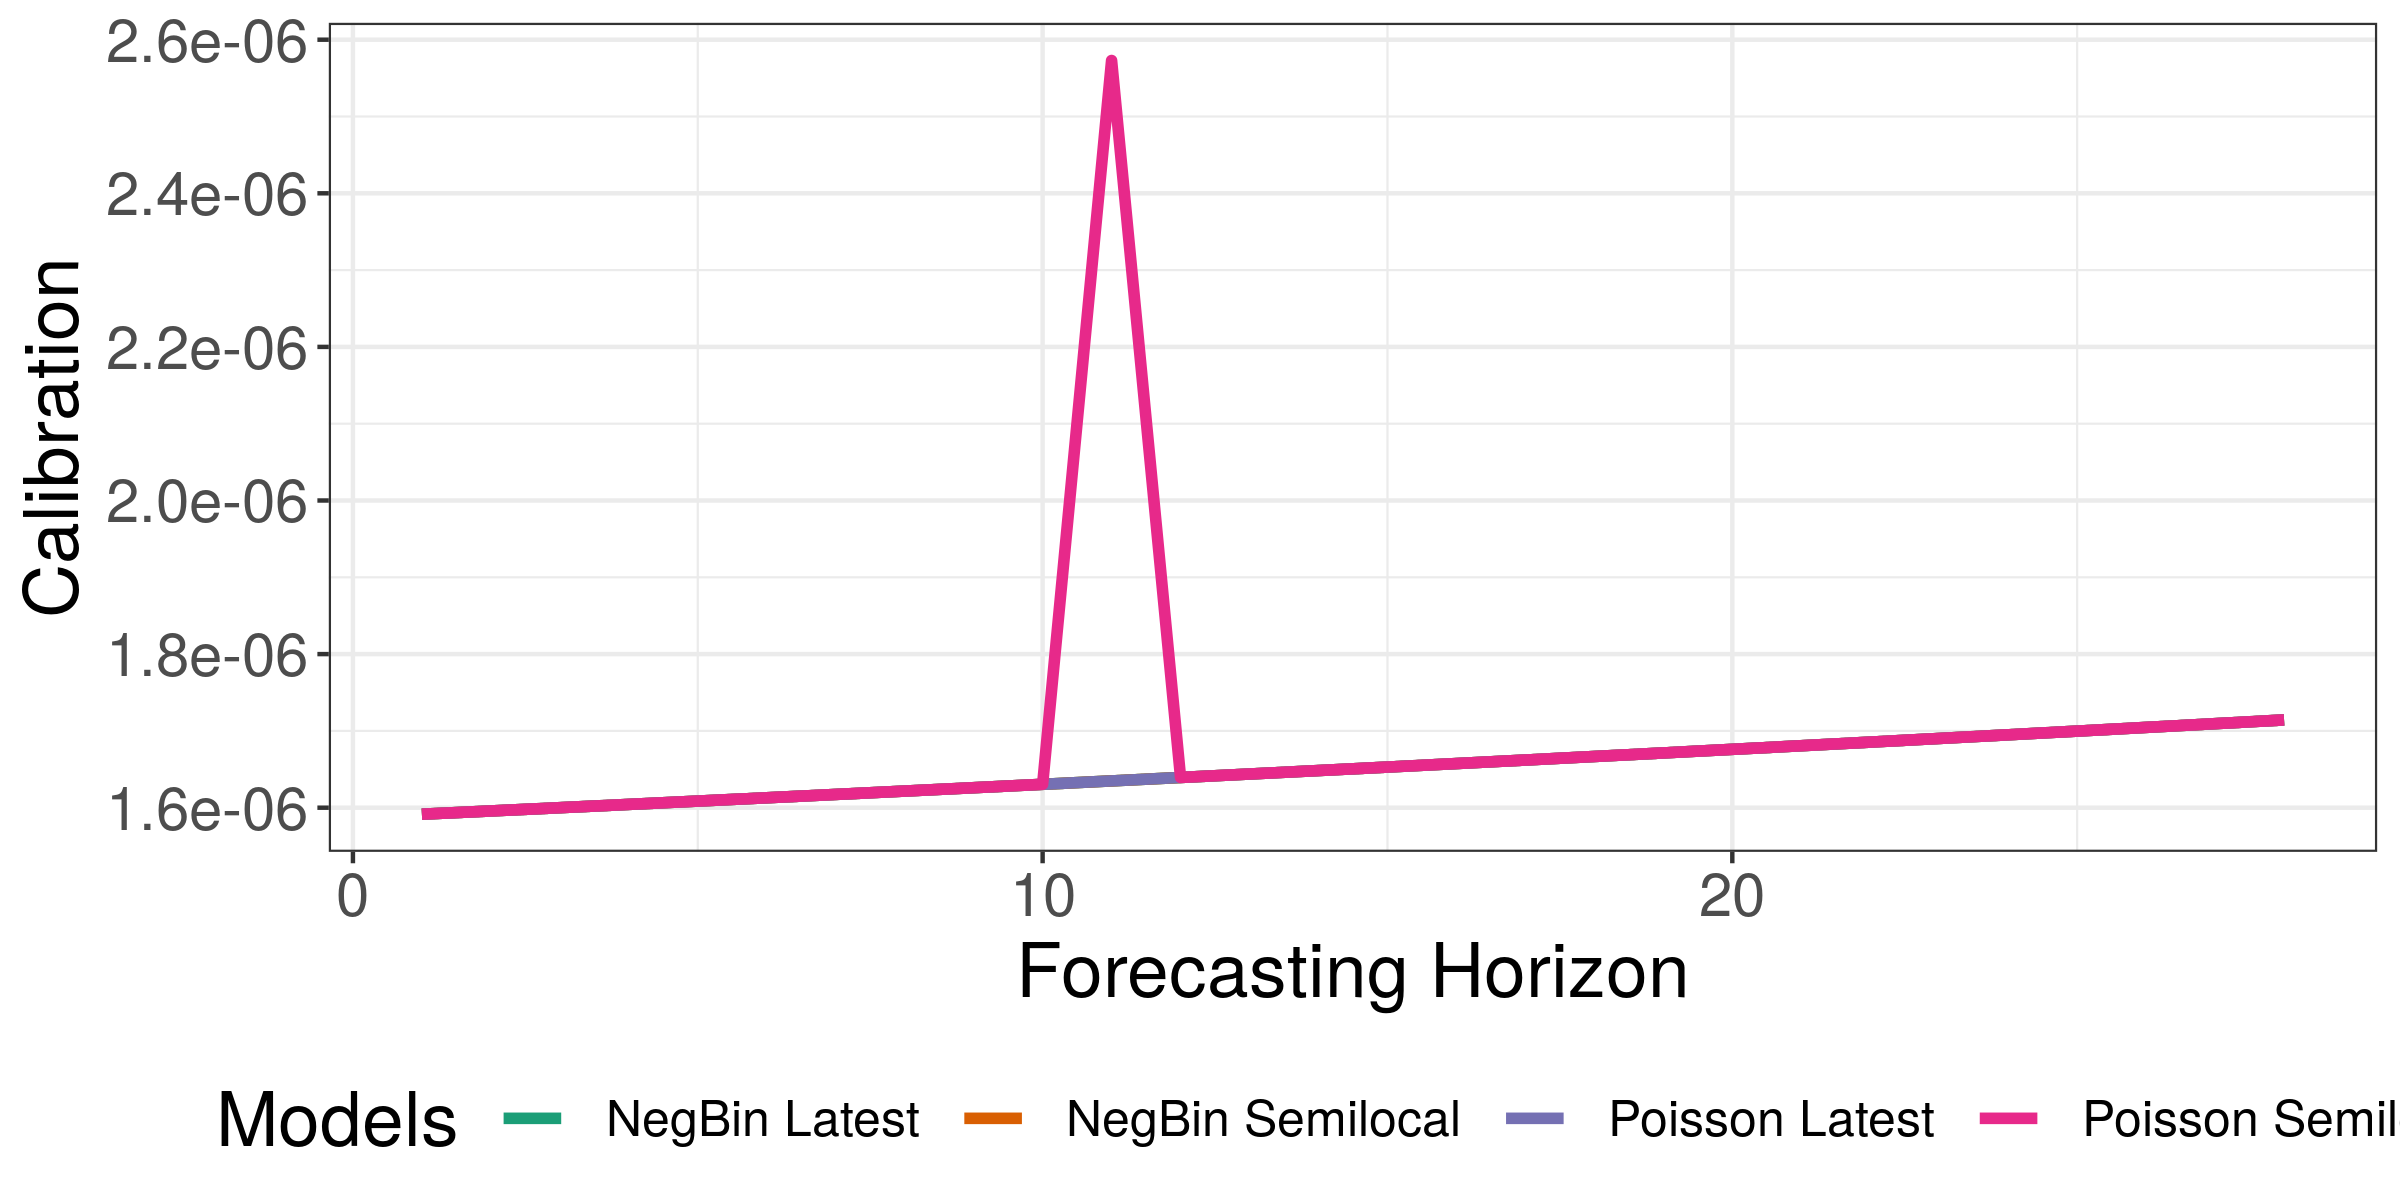 2.6e-06
2.4e-06
2.2e-06
2.0e-06
1.8e-06
1.6e-06
Calibration
0 10 20
Forecasting Horizon
Models NegBin Latest NegBin Semilocal Poisson Latest Poisson